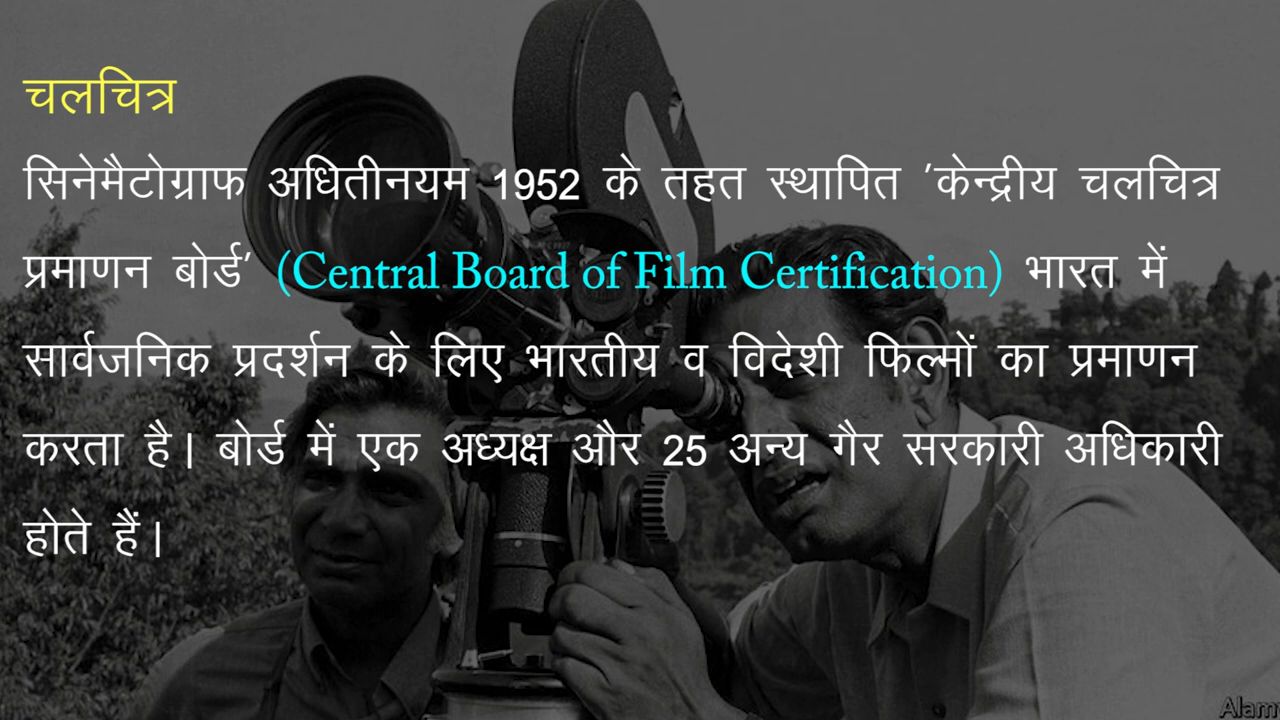 चलचित्र
सिनेमैटोग्राफ अधितीनयम 1952 के तहत स्थापित ’केन्द्रीय चलचित्र
प्रमाणन बोर्ड’ (Central Board of Film Certification) भारत में
सार्वजनिक प्रदर्शन के लिए भारतीय व विदेशी फिल्मों का प्रमाणन
करता है। बोर्ड में एक अध्यक्ष और 25 अन्य गैर सरकारी अधिकारी
होते हैं।
Alam